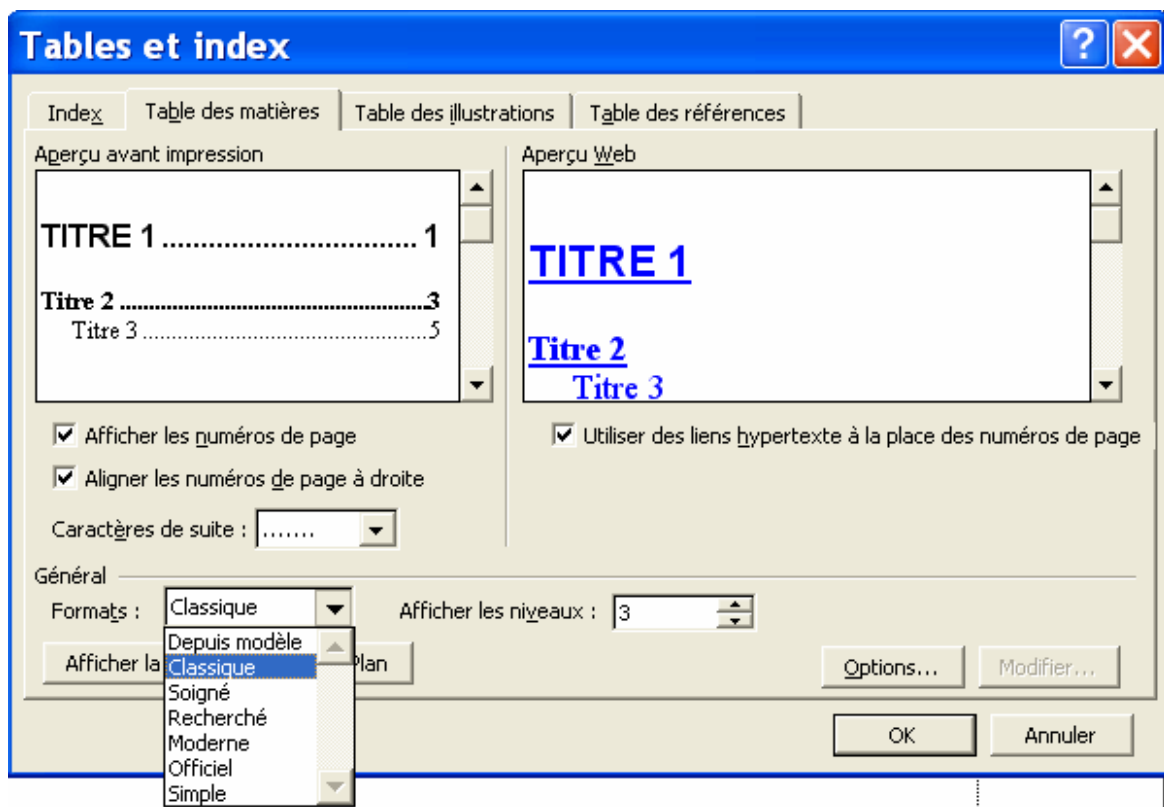 Tables et index
Index
Table des matières
Table des illustrations
Table des références
Aperçu avant impression
Aperçu Web
TITRE 1................................ 1
Titre 2 ..........................................................3
Titre 3 ......................................................5
TITRE 1
Titre 2
Titre 3
Afficher les numéros de page
Utiliser des liens hypertexte à la place des numéros de page
Aligner les numéros de page à droite
Caractères de suite : .......
Général
Formats : Classique
Afficher les niveaux : 3
Depuis modèle
Classique
Soigné
Recherché
Moderne
Officiel
Simple
Afficher la
Plan
Options...
Modifier...
OK
Annuler